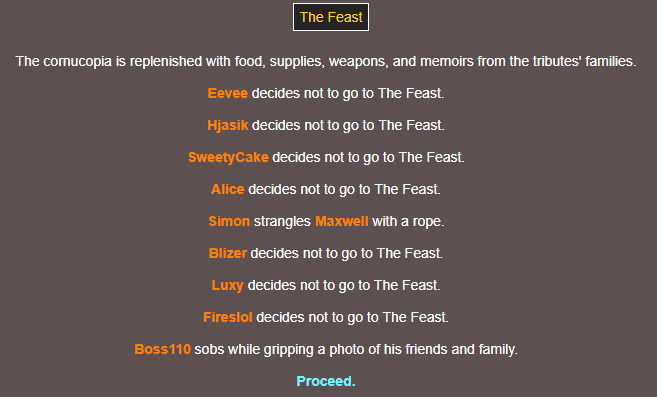 The Feast
The cornucopia is replenished with food, supplies, weapons, and memoirs from the tributes' families.
Eevee decides not to go to The Feast.
Hjasik decides not to go to The Feast.
SweetyCake decides not to go to The Feast.
Alice decides not to go to The Feast.
Simon strangles Maxwell with a rope.
Blizer decides not to go to The Feast.
Luxy decides not to go to The Feast.
Fireslol decides not to go to The Feast.
Boss110 sobs while gripping a photo of his friends and family.
Proceed.